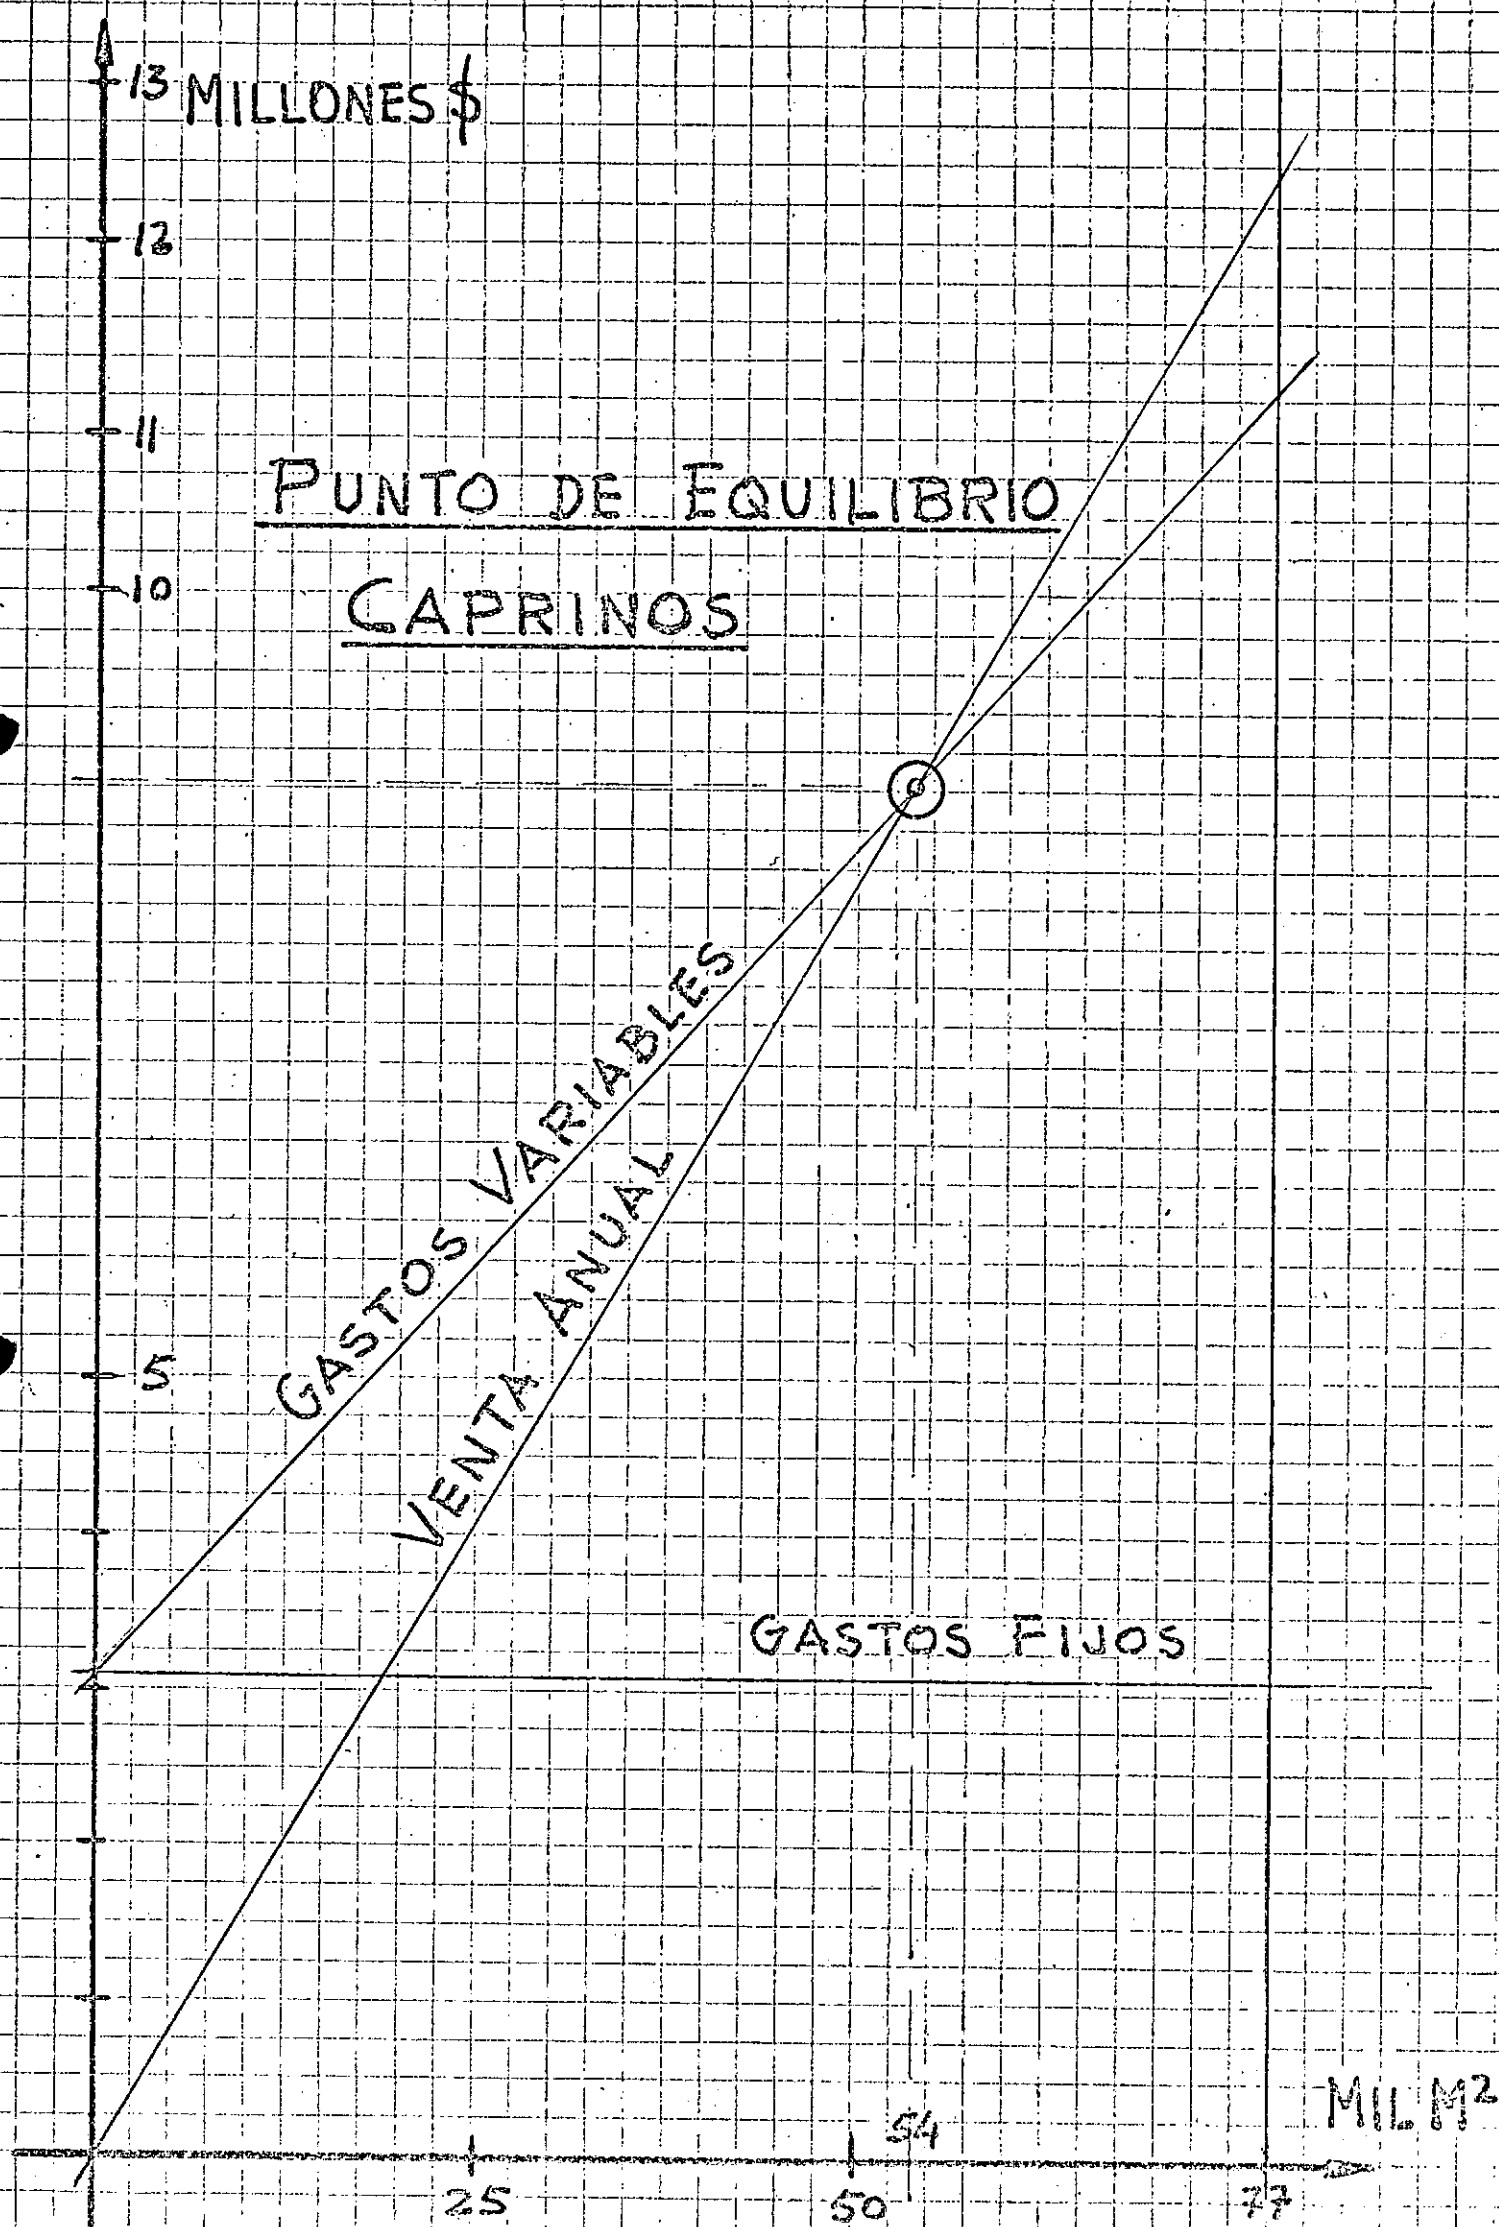 13 MILLONES $
12
11
PUNTO DE EQUILIBRIO
10
CAPRINOS
GASTOS VARIABLES
VENTA ANUAL
5
GASTOS FIJOS
MIL M²
54
25
50
77